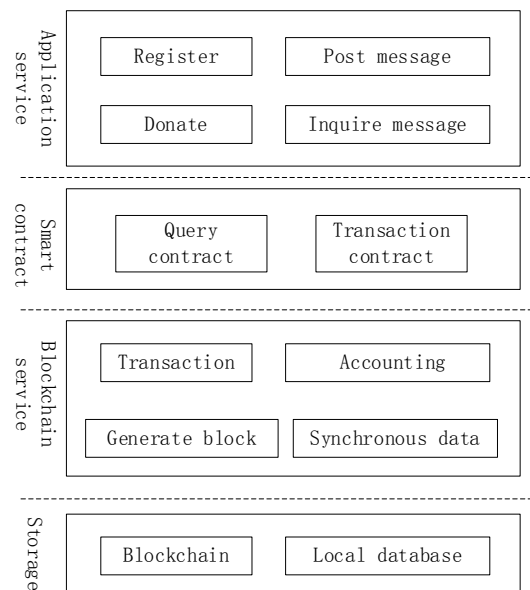 Application
service
Register
Post message
Donate
Inquire message
Smart
contract
Query
contract
Transaction
contract
Blockchain
service
Transaction
Accounting
Generate block
Synchronous data
Storage
Blockchain
Local database